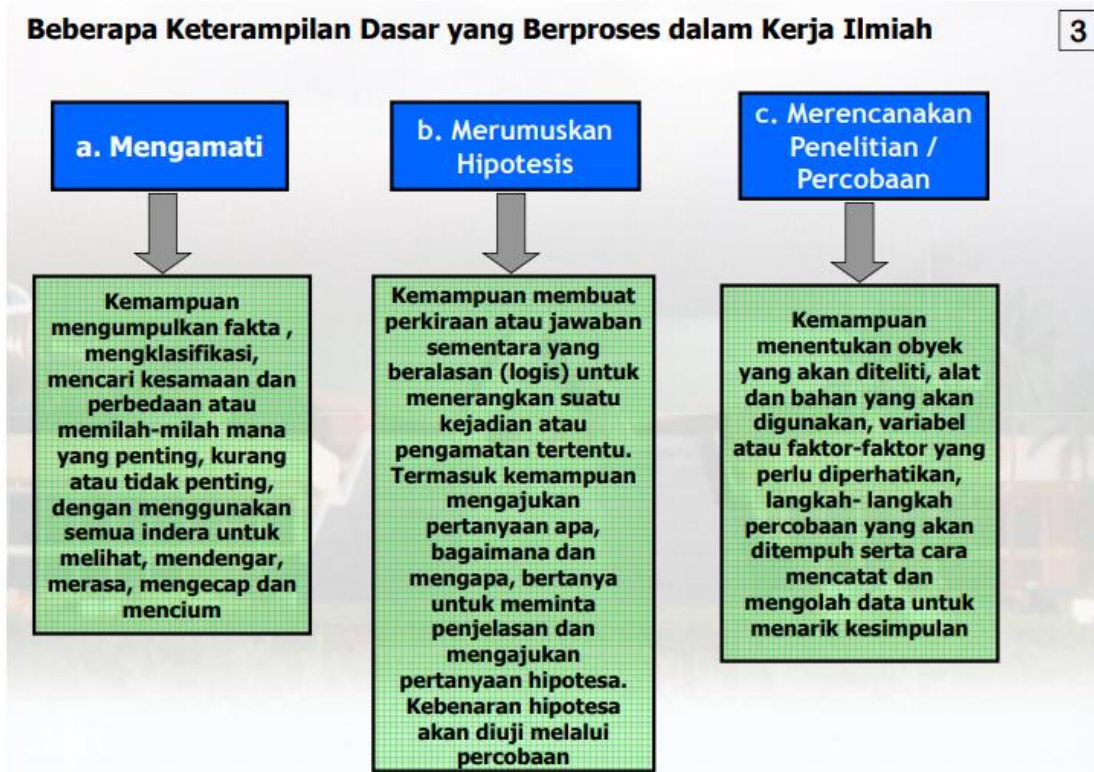 Beberapa Keterampilan Dasar yang Berproses dalam Kerja Ilmiah
3
a. Mengamati
Kemampuan
mengumpulkan fakta ,
mengklasifikasi,
mencari kesamaan dan
perbedaan atau
memilah-milah mana
yang penting, kurang
atau tidak penting,
dengan menggunakan
semua indera untuk
melihat, mendengar,
merasa, mengecap dan
mencium
b. Merumuskan
Hipotesis
Kemampuan membuat
perkiraan atau jawaban
sementara yang
beralasan (logis) untuk
menerangkan suatu
kejadian atau
pengamatan tertentu.
Termasuk kemampuan
mengajukan
pertanyaan apa,
bagaimana dan
mengapa, bertanya
untuk meminta
penjelasan dan
mengajukan
pertanyaan hipotesa.
Kebenaran hipotesa
akan diuji melalui
percobaan
c. Merencanakan
Penelitian /
Percobaan
Kemampuan
menentukan obyek
yang akan diteliti, alat
dan bahan yang akan
digunakan, variabel
atau faktor-faktor yang
perlu diperhatikan,
langkah- langkah
percobaan yang akan
ditempuh serta cara
mencatat dan
mengolah data untuk
menarik kesimpulan